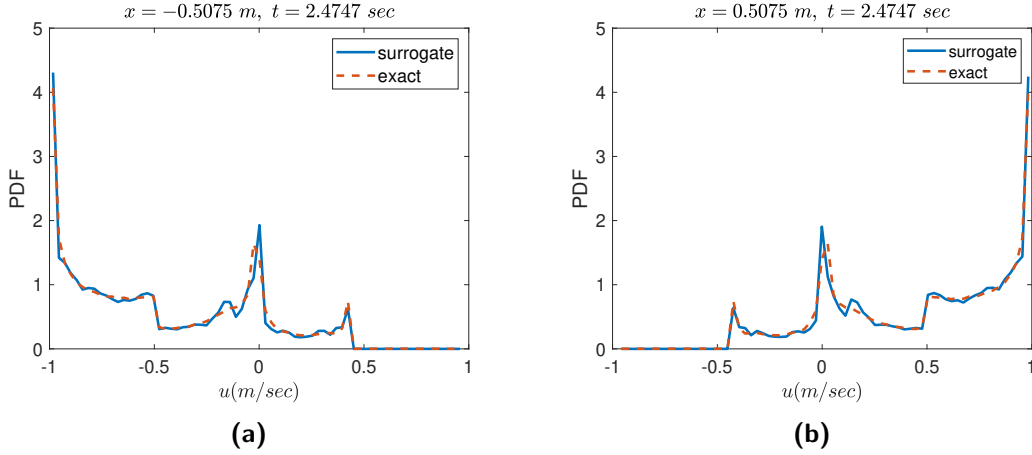 x = −0.5075 m, t = 2.4747 sec
5
4
3
2
1
0
PDF
surrogate
exact
-1
-0.5
0
0.5
1
u(m/sec)
(a)
x = 0.5075 m, t = 2.4747 sec
5
4
3
2
1
0
PDF
surrogate
exact
-1
-0.5
0
0.5
1
u(m/sec)
(b)